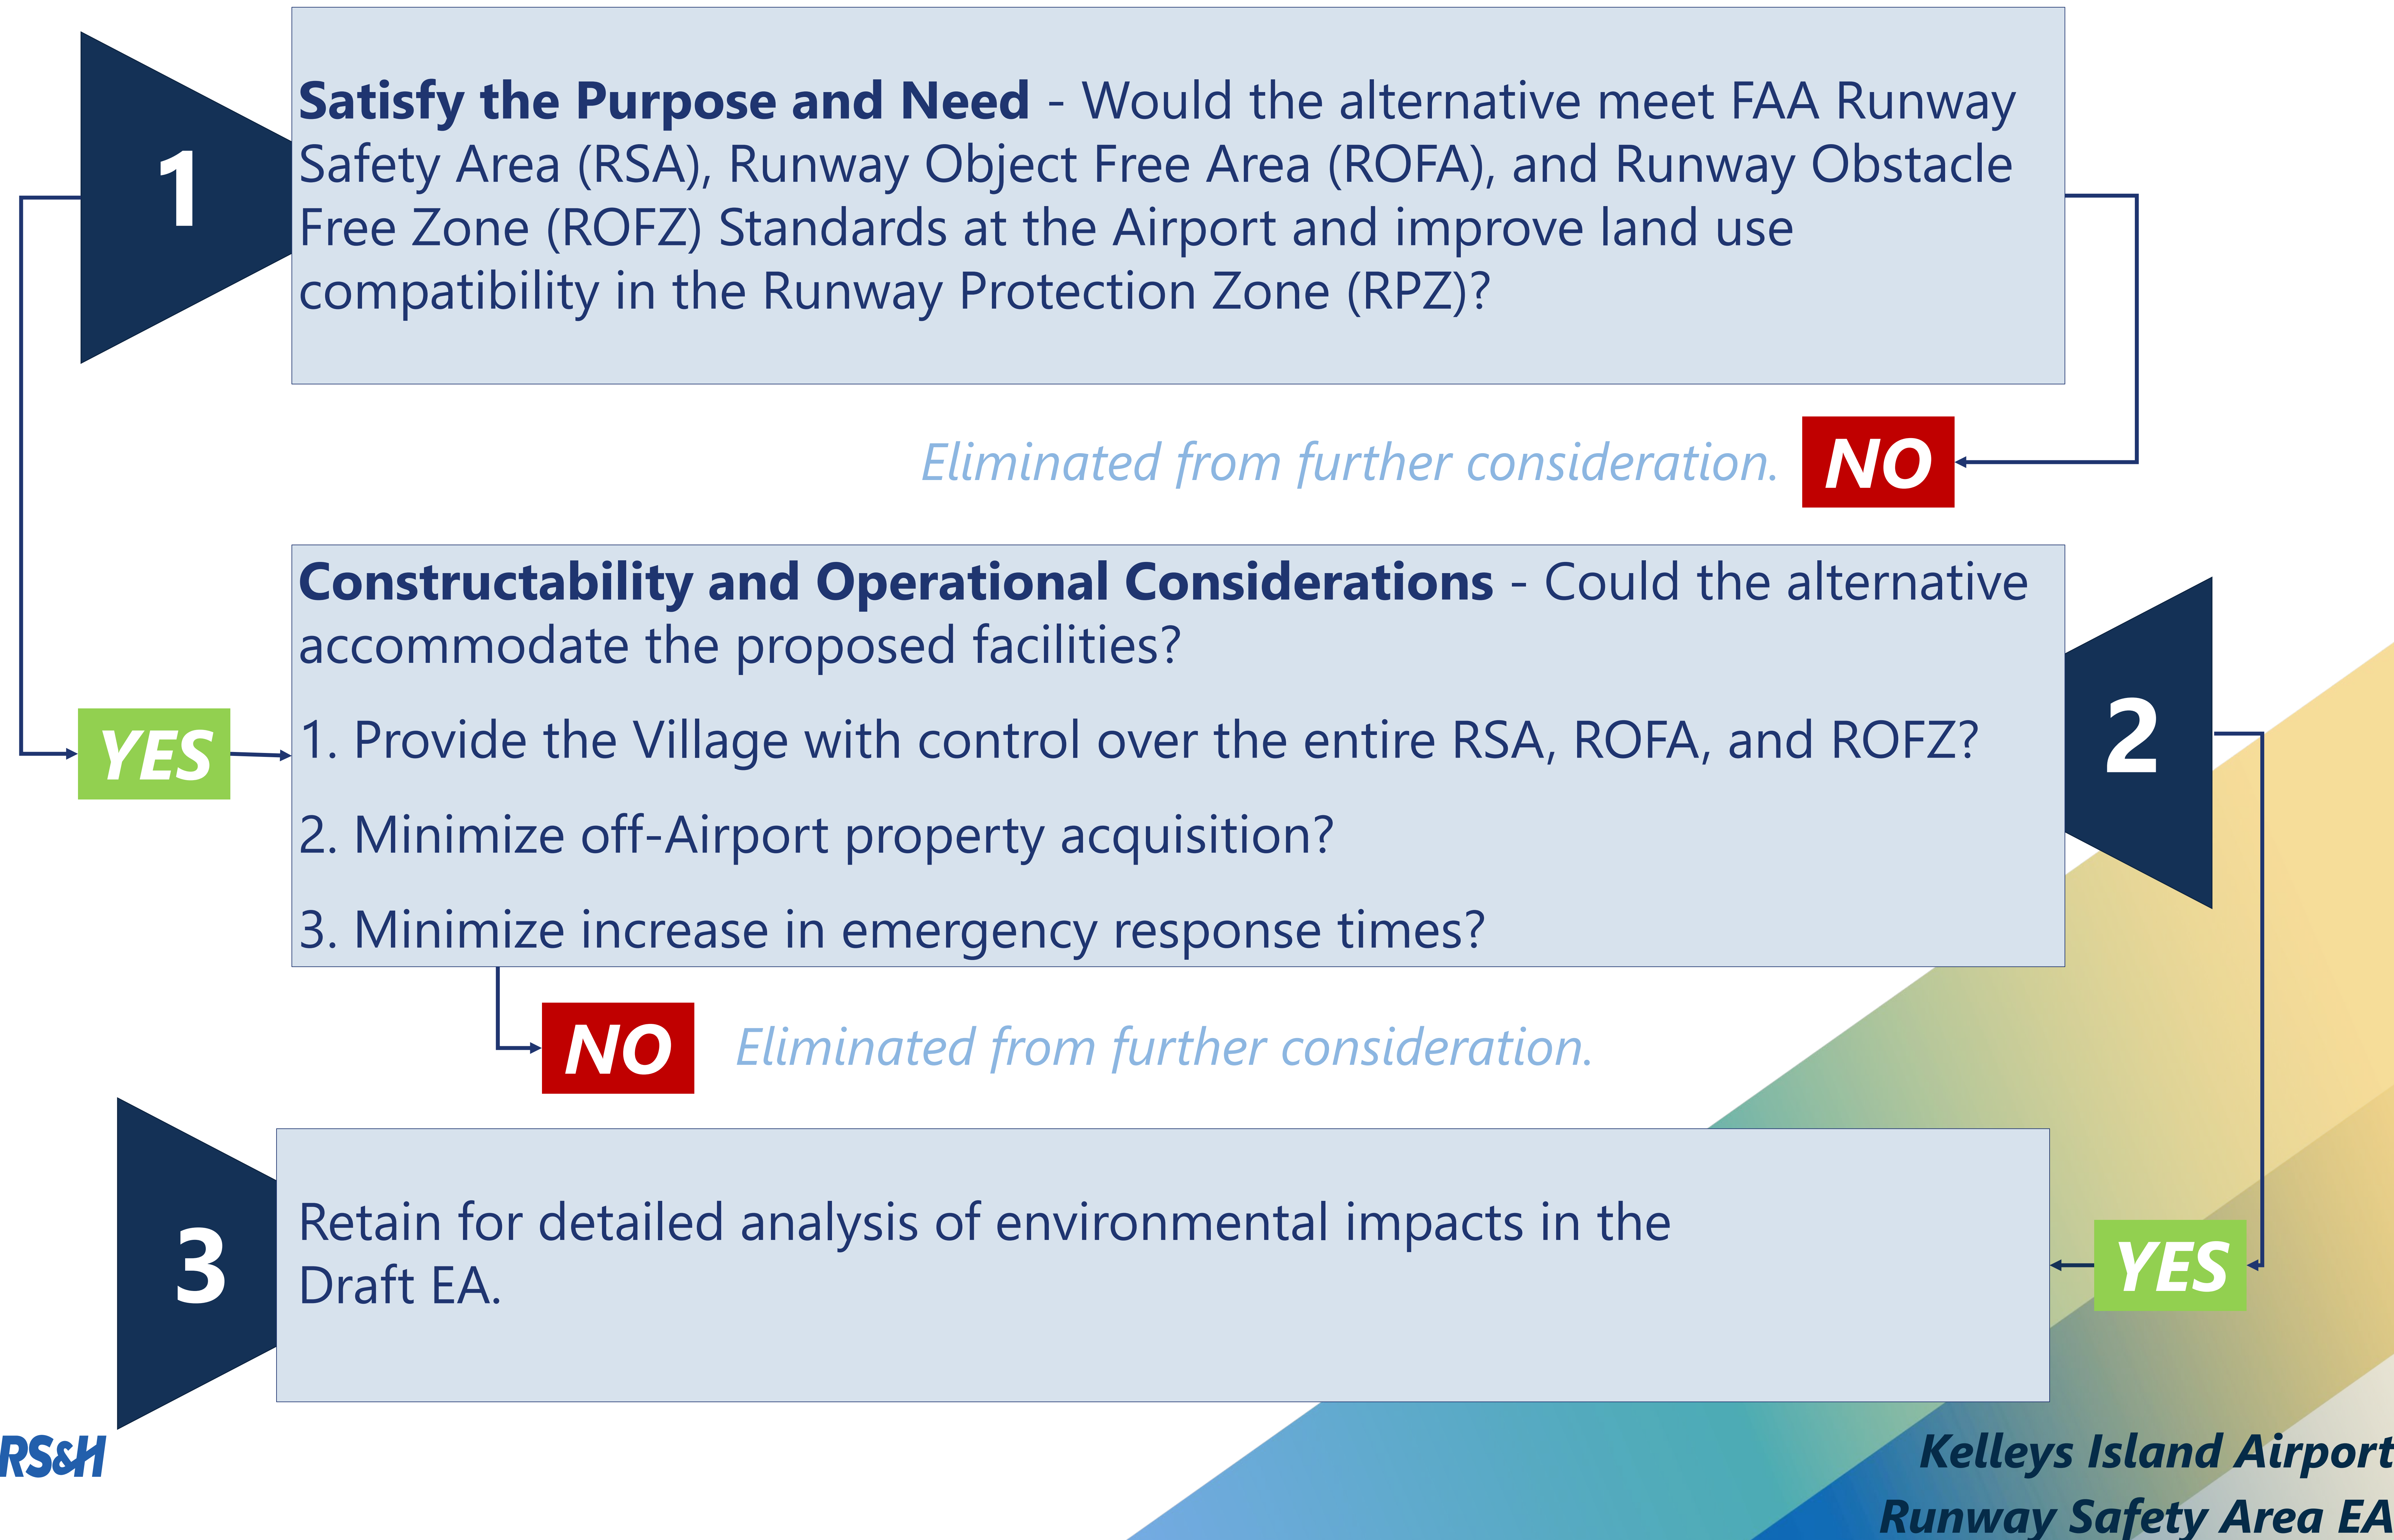 1
Satisfy the Purpose and Need - Would the alternative meet FAA Runway
Safety Area (RSA), Runway Object Free Area (ROFA), and Runway Obstacle
Free Zone (ROFZ) Standards at the Airport and improve land use
compatibility in the Runway Protection Zone (RPZ)?
Eliminated from further consideration. NO
Constructability and Operational Considerations - Could the alternative
accommodate the proposed facilities?
1. Provide the Village with control over the entire RSA, ROFA, and ROFZ?
2. Minimize off-Airport property acquisition?
3. Minimize increase in emergency response times?
YES
2
NO Eliminated from further consideration.
3
Retain for detailed analysis of environmental impacts in the
Draft EA.
YES
RS&H
Kelleys Island Airport
Runway Safety Area EA